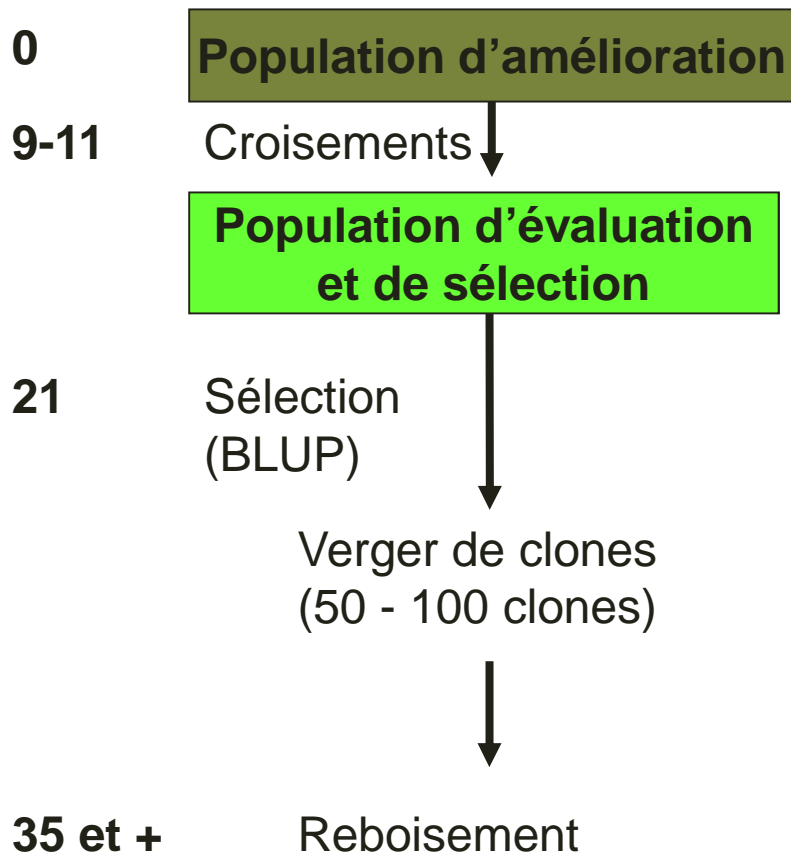 0
Population d’amélioration
9-11 Croisements
Population d’évaluation
et de sélection
21 Sélection
(BLUP)
Verger de clones
(50 - 100 clones)
35 et + Reboisement